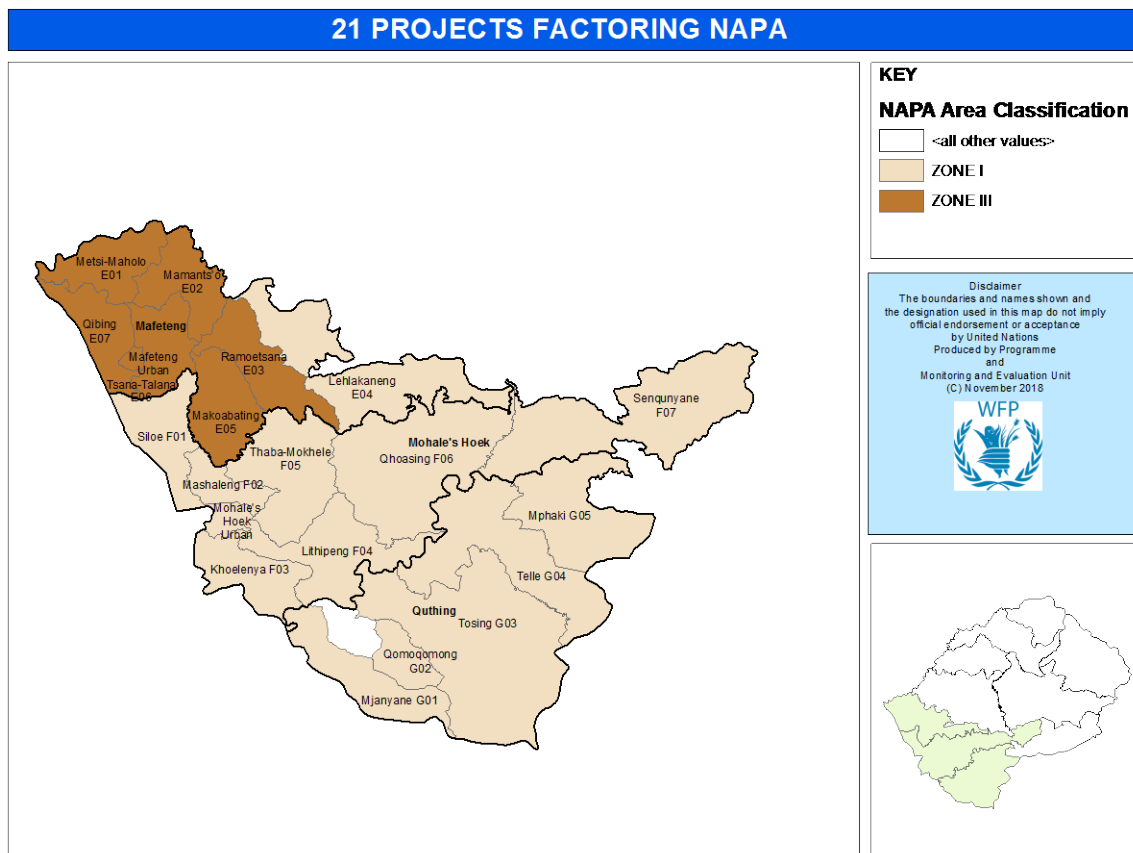 21 PROJECTS FACTORING NAPA
KEY
NAPA Area Classification
<all other values>
ZONE I
ZONE III
Disclaimer
The boundaries and names shown and
the designation used in this map do not imply
official endorsement or acceptance
by United Nations
Produced by Programme
and
Monitoring and Evaluation Unit
(C) November 2018
WFP
Metsi-Maholo
E01
Mamants'o
E02
Qibing
E07
Mafeteng
Mafeteng
Urban
Tsana-Talana
E06
Ramoetsana
E03
Makoabating
E05
Lehlakaneng
E04
Senqunyane
F07
Siloe F01
Thaba-Mokhele
F05
Mohale's Hoek
Qhoasing F06
Mashaleng F02
Mohale's
Hoek
Urban
Mphaki G05
Lithipeng F04
Khoelenya F03
Telle G04
Quthing
Tosing G03
Qomoqomong
G02
Mjanyane G01